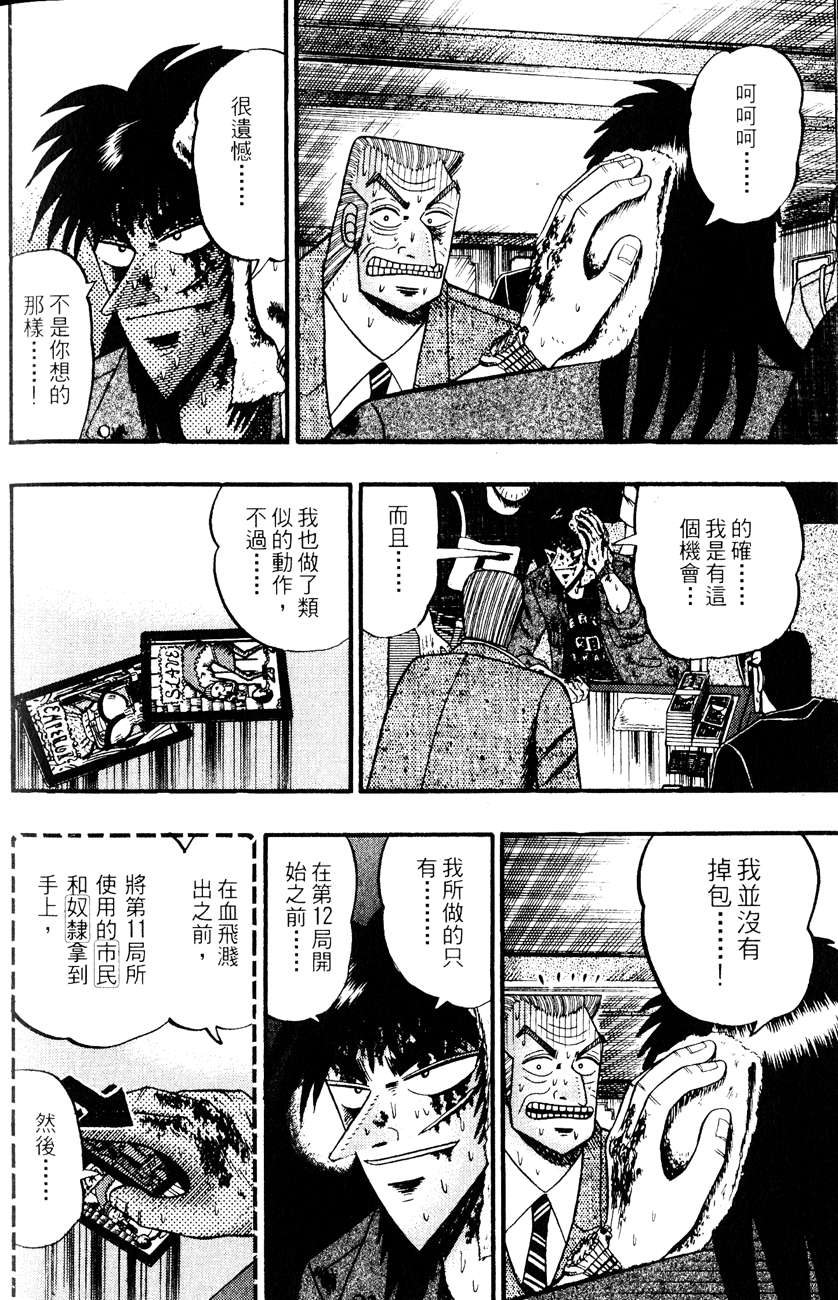 呵呵呵……
很遺憾……
不是你想的
那樣……！
的確……
我是有這
個機會…
而且…
我也做了類
似的動作，
不過……
SLAVE
我並沒有
掉包……！
我所做的只
有……
在第12局開
始之前……
在血飛濺
出之前，
將第11局所
使用的市民
和奴隸拿到
手上，
然後……